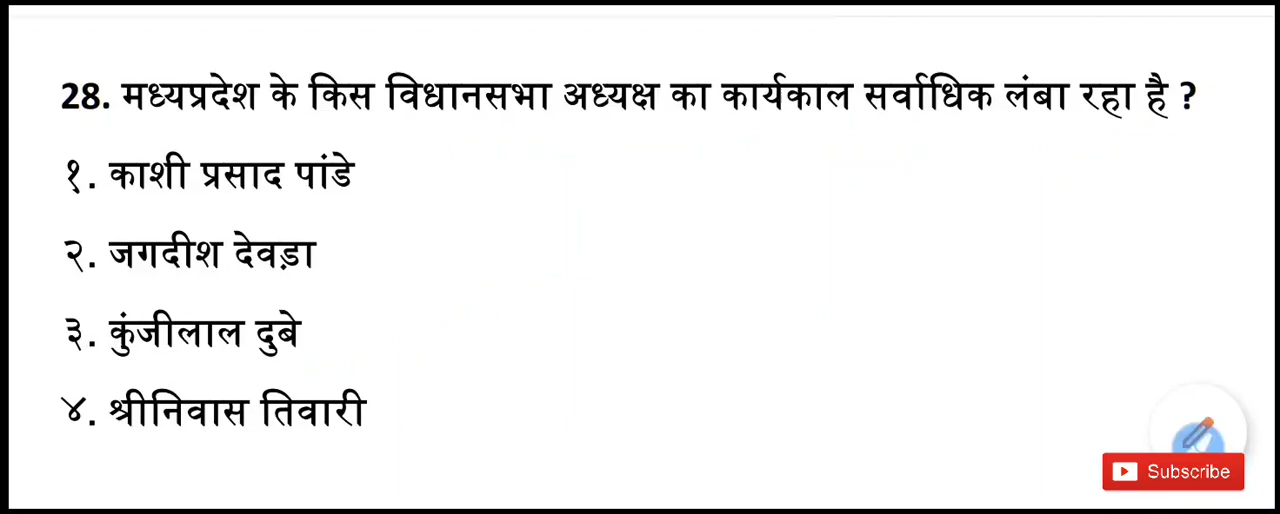 28. मध्यप्रदेश के किस विधानसभा अध्यक्ष का कार्यकाल सर्वाधिक लंबा रहा है ?
१. काशी प्रसाद पांडे
२. जगदीश देवड़ा
३. कुंजीलाल दुबे
४. श्रीनिवास तिवारी
Subscribe